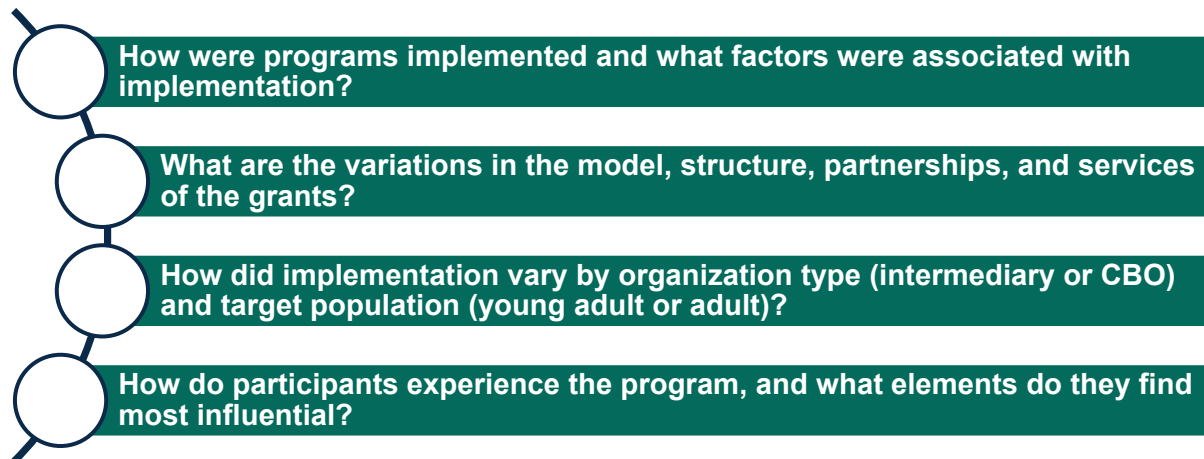 How were programs implemented and what factors were associated with
implementation?
What are the variations in the model, structure, partnerships, and services
of the grants?
How did implementation vary by organization type (intermediary or CBO)
and target population (young adult or adult)?
How do participants experience the program, and what elements do they find
most influential?